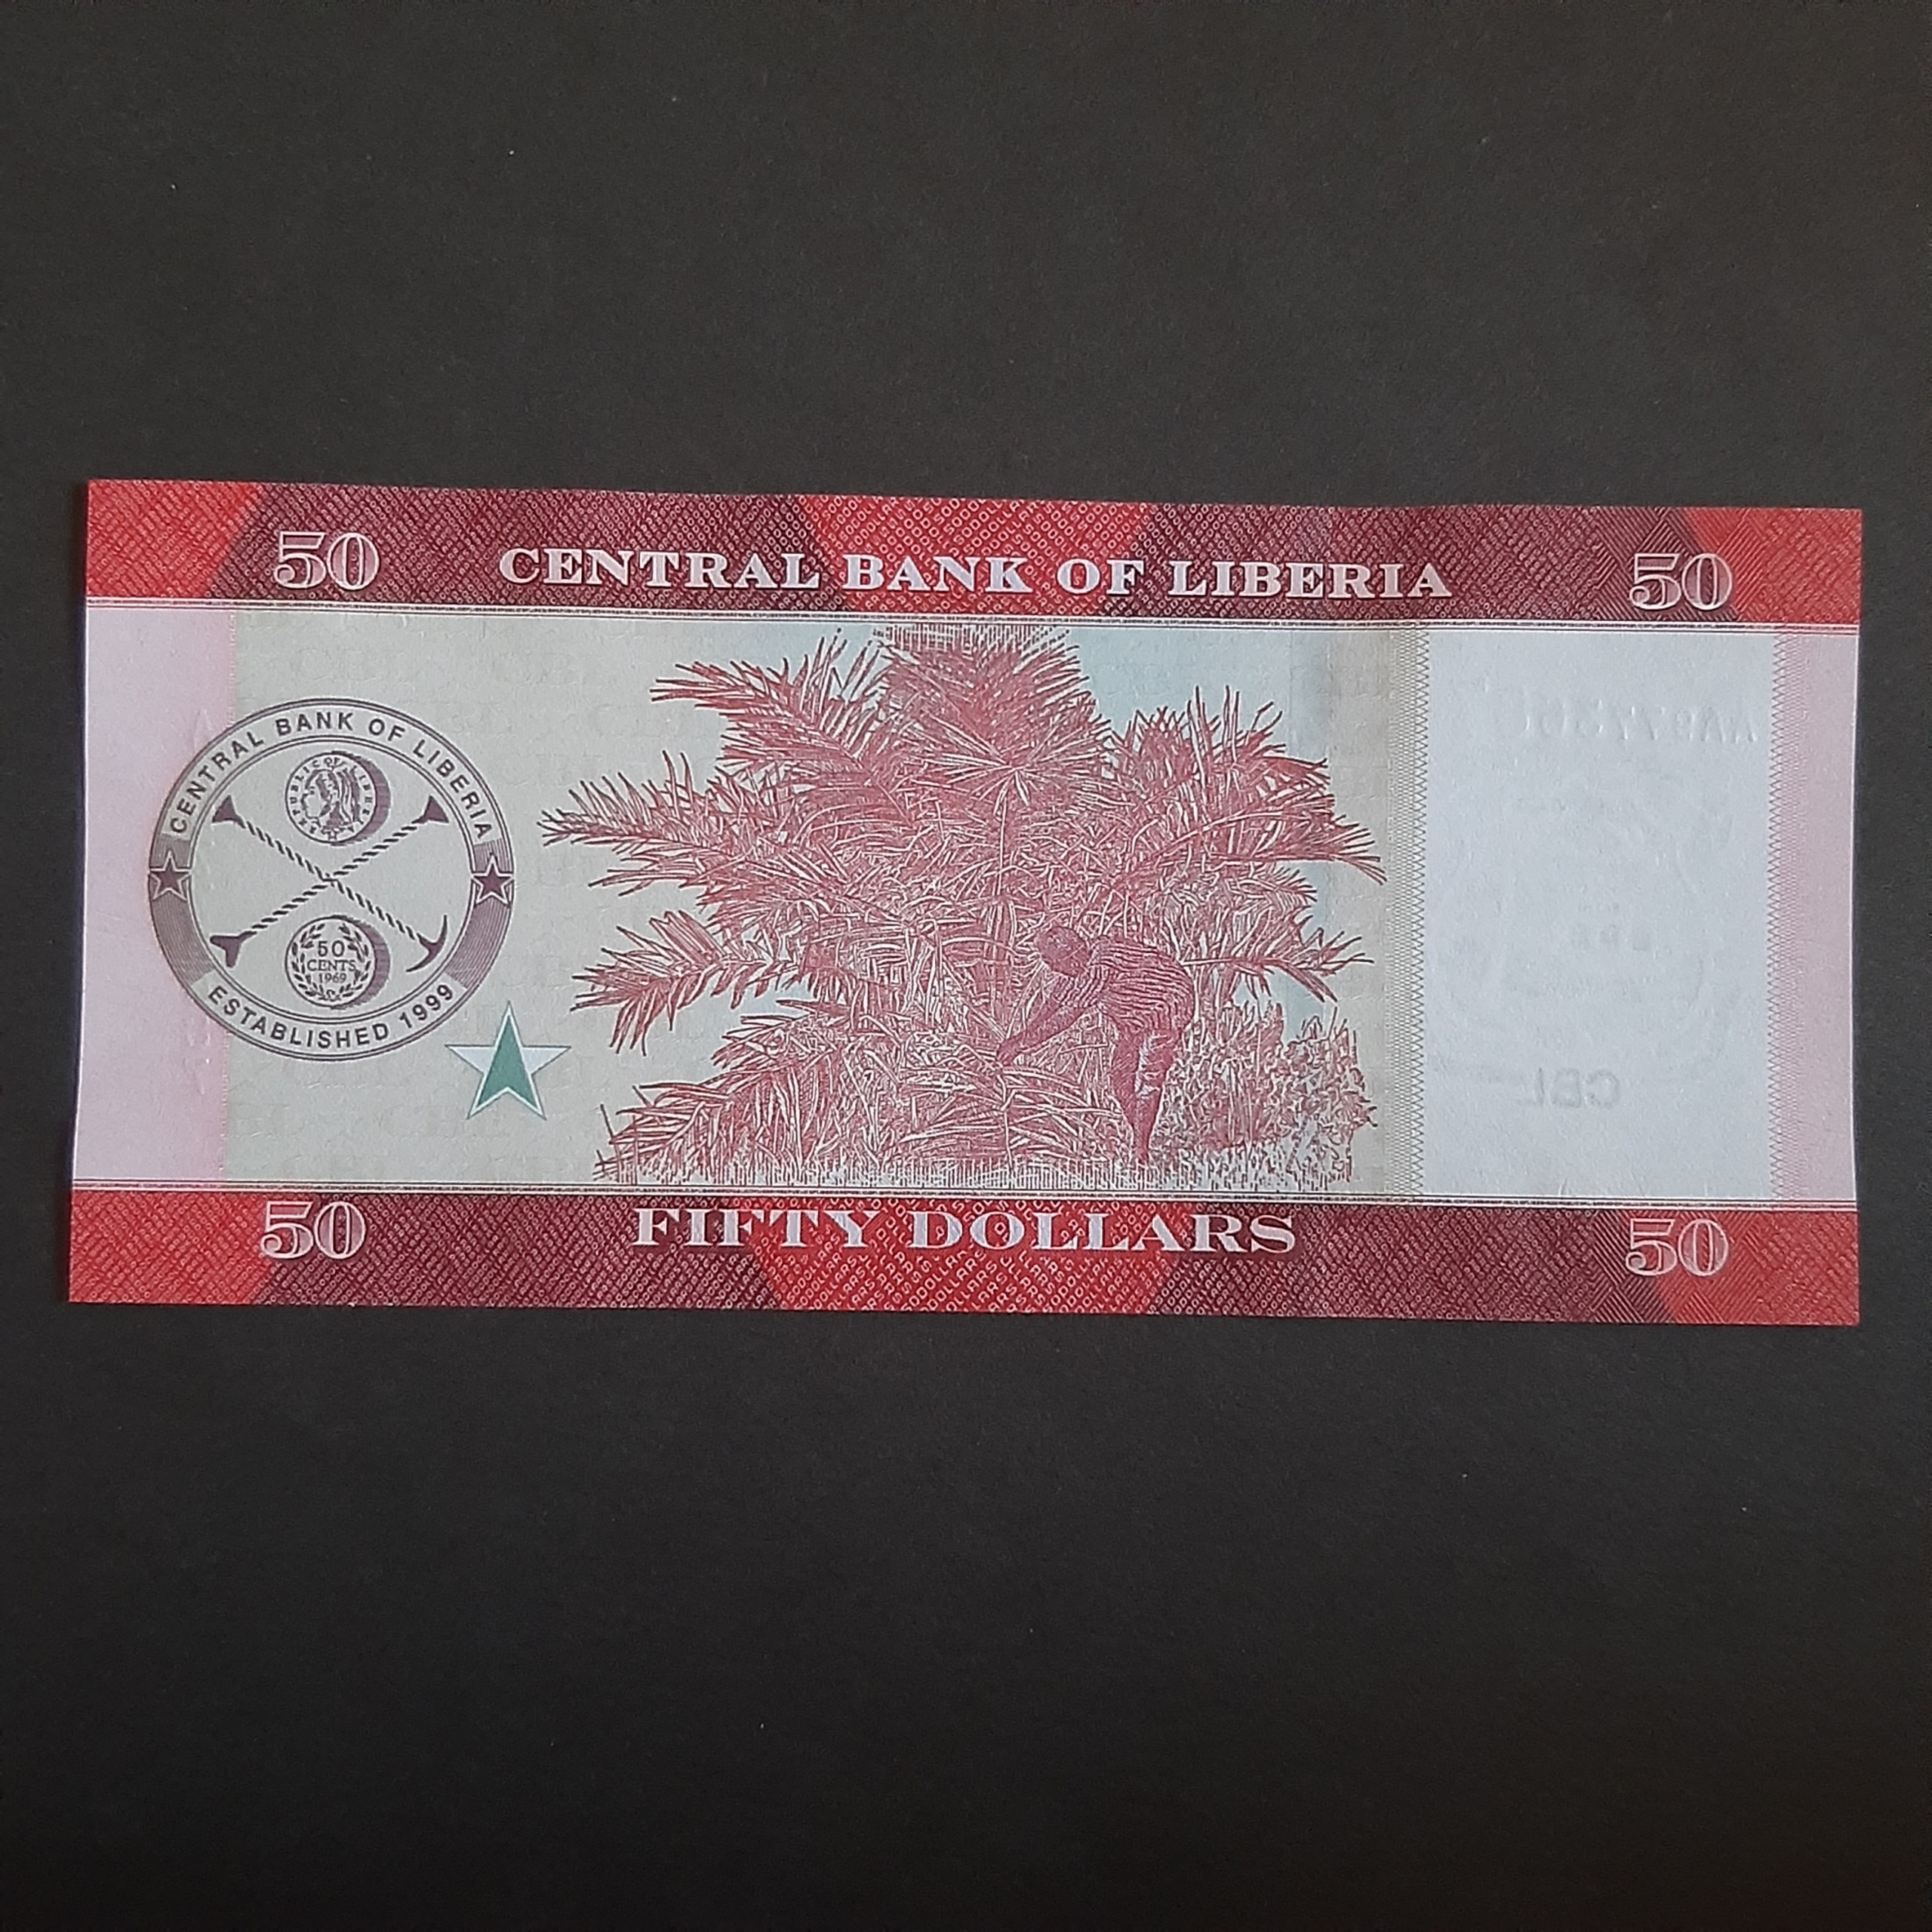 50 CENTRAL BANK OF LIBERIA 50
CENTRAL BANK OF LIBERIA
50
CENTS
1969
ESTABLISHED 1999
CBL
50 FIFTY DOLLARS 50